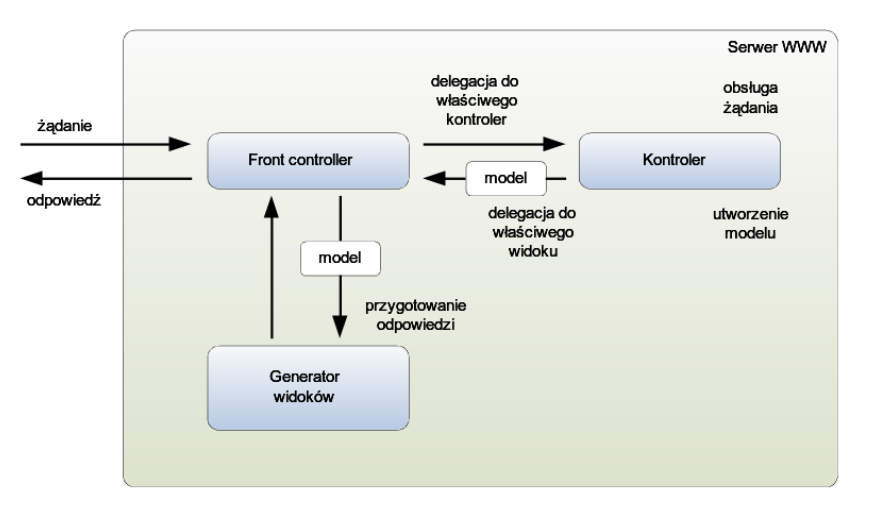 Serwer WWW
delegacja do
właściwego
kontroler
obsługa
żądania
żądanie
Front controller
Kontroler
model
odpowiedź
delegacja do
właściwego
widoku
utworzenie
modelu
model
przygotowanie
odpowiedzi
Generator
widoków